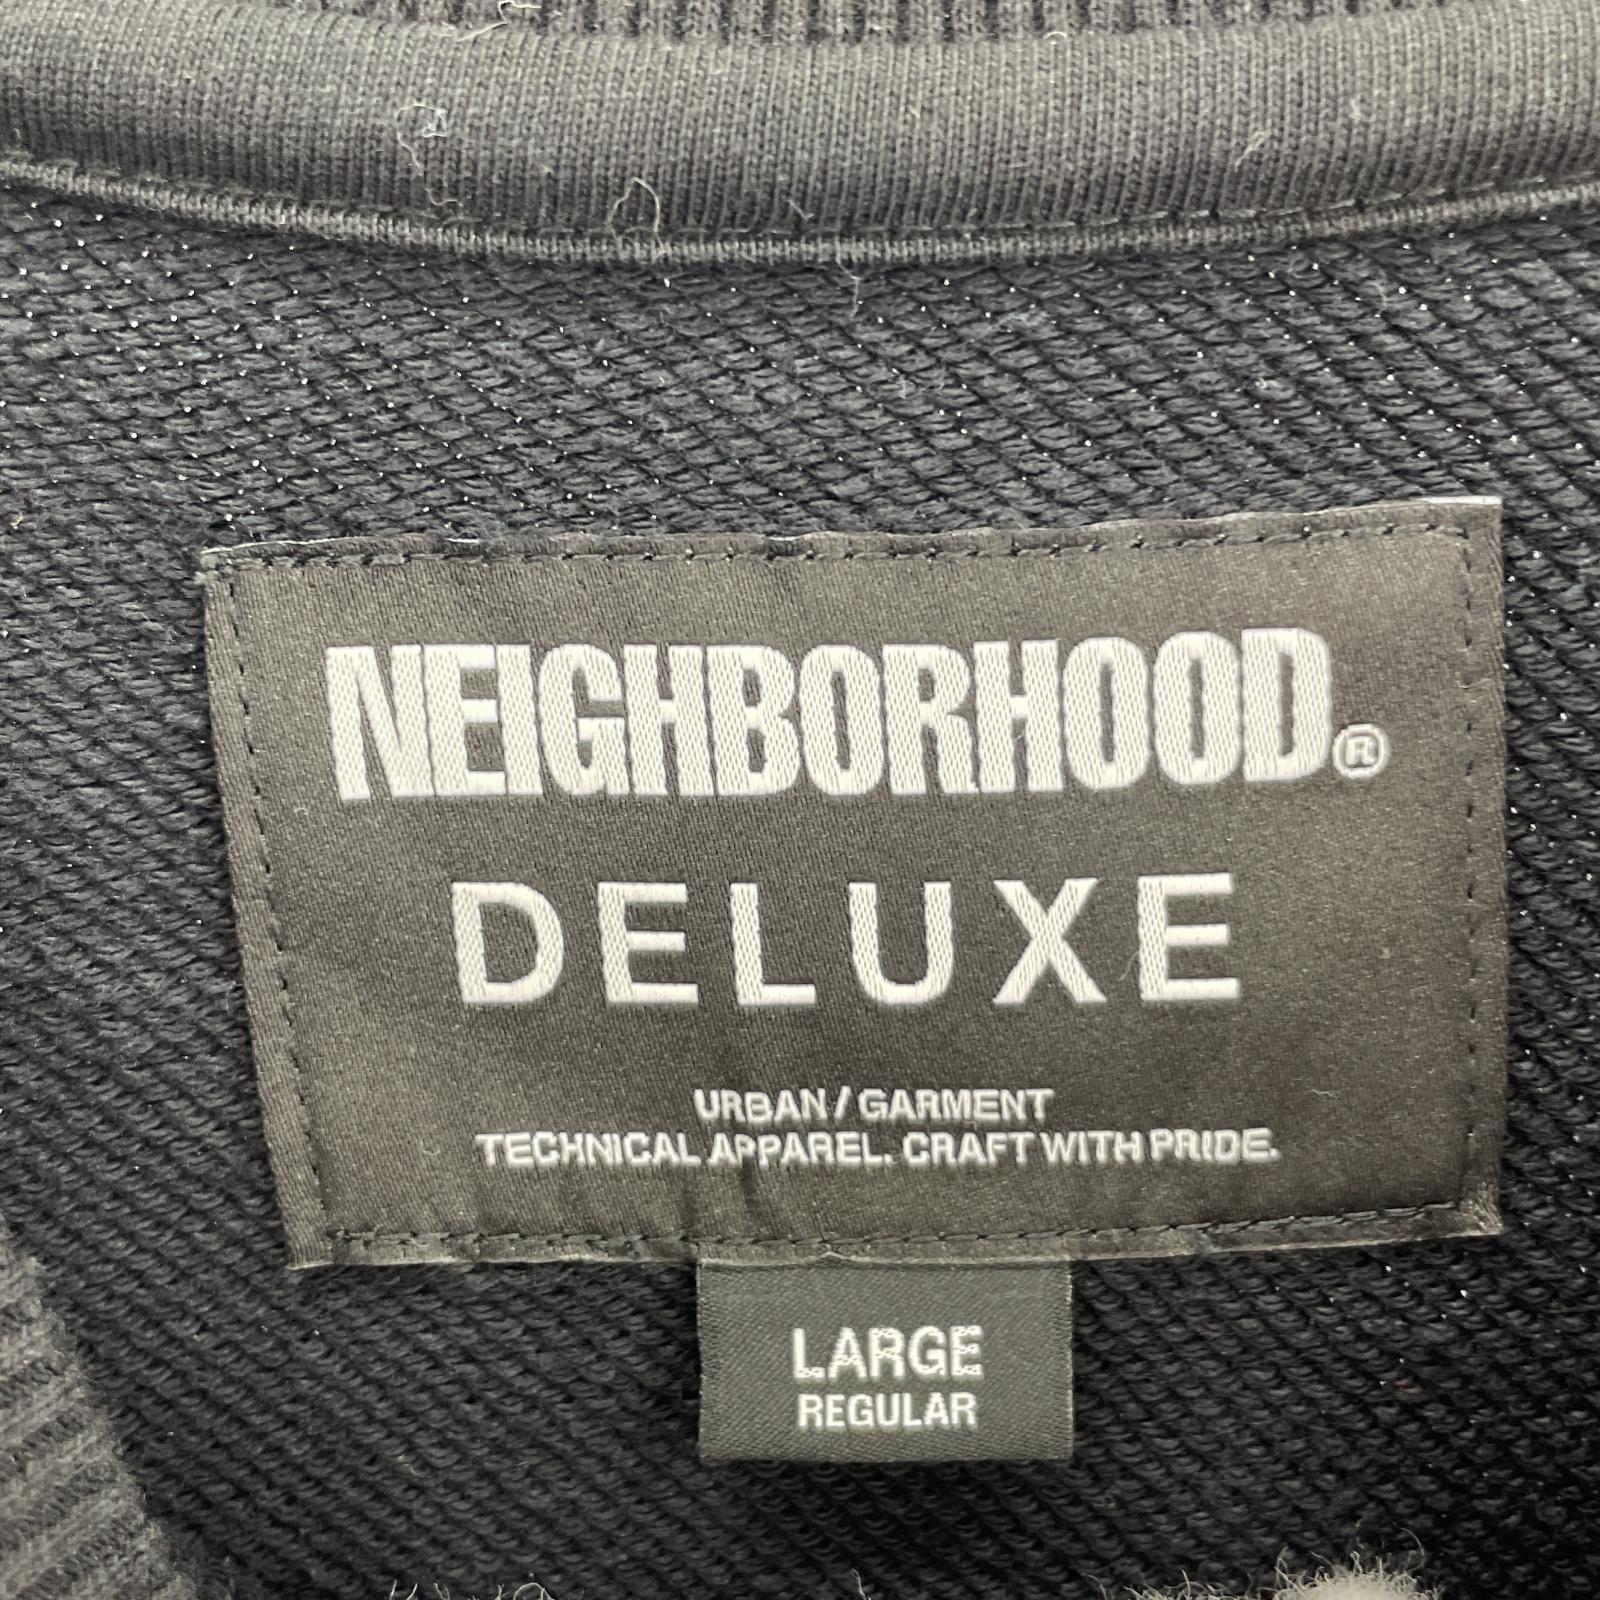 NEIGHBORHOOD®
DELUXE
URBAN / GARMENT
TECHNICAL APPAREL. CRAFT WITH PRIDE.
LARGE
REGULAR